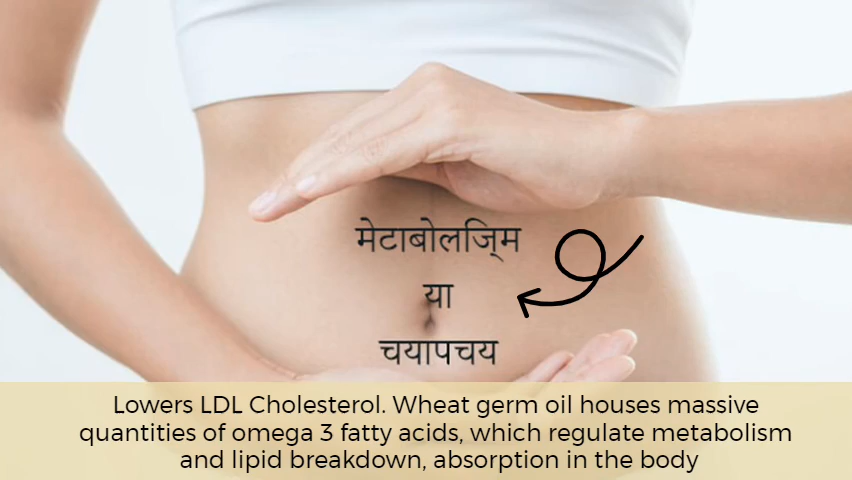 मेटाबोलज्मि
या
चयापचय
Lowers LDL Cholesterol. Wheat germ oil houses massive
quantities of omega 3 fatty acids, which regulate metabolism
and lipid breakdown, absorption in the body